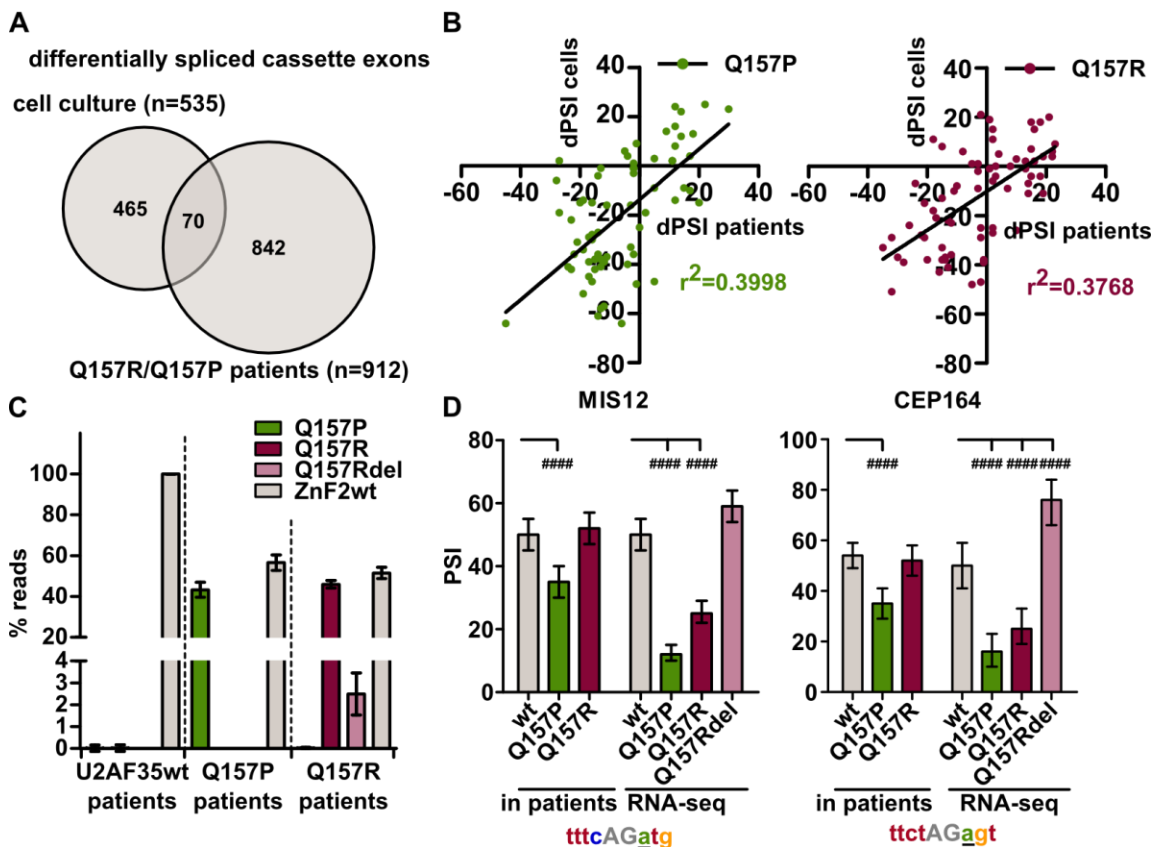 A
differentially spliced cassette exons
cell culture (n=535)
465
70
842
Q157R/Q157P patients (n=912)
B
dPSI cells
40
20
-60
-40
-20
20
40
-20
-40
-60
-80
Q157P
dPSI patients
r2=0.3998
dPSI cells
40
20
-60
-40
-20
20
40
-20
-40
-60
-80
Q157R
dPSI patients
r2=0.3768
C
Q157P
Q157R
Q157Rdel
ZnF2wt
% reads
100
80
60
40
20
4
3
2
1
0
U2AF35wt patients
Q157P patients
Q157R patients
D
MIS12
PSI
80
60
40
20
0
####
####
####
wt
Q157P
Q157R
wt
Q157P
Q157R
Q157Rdel
in patients
RNA-seq
tttcAGatg
CEP164
100
80
60
40
20
0
####
####
####
####
wt
Q157P
Q157R
wt
Q157P
Q157R
Q157Rdel
in patients
RNA-seq
ttctAGagt